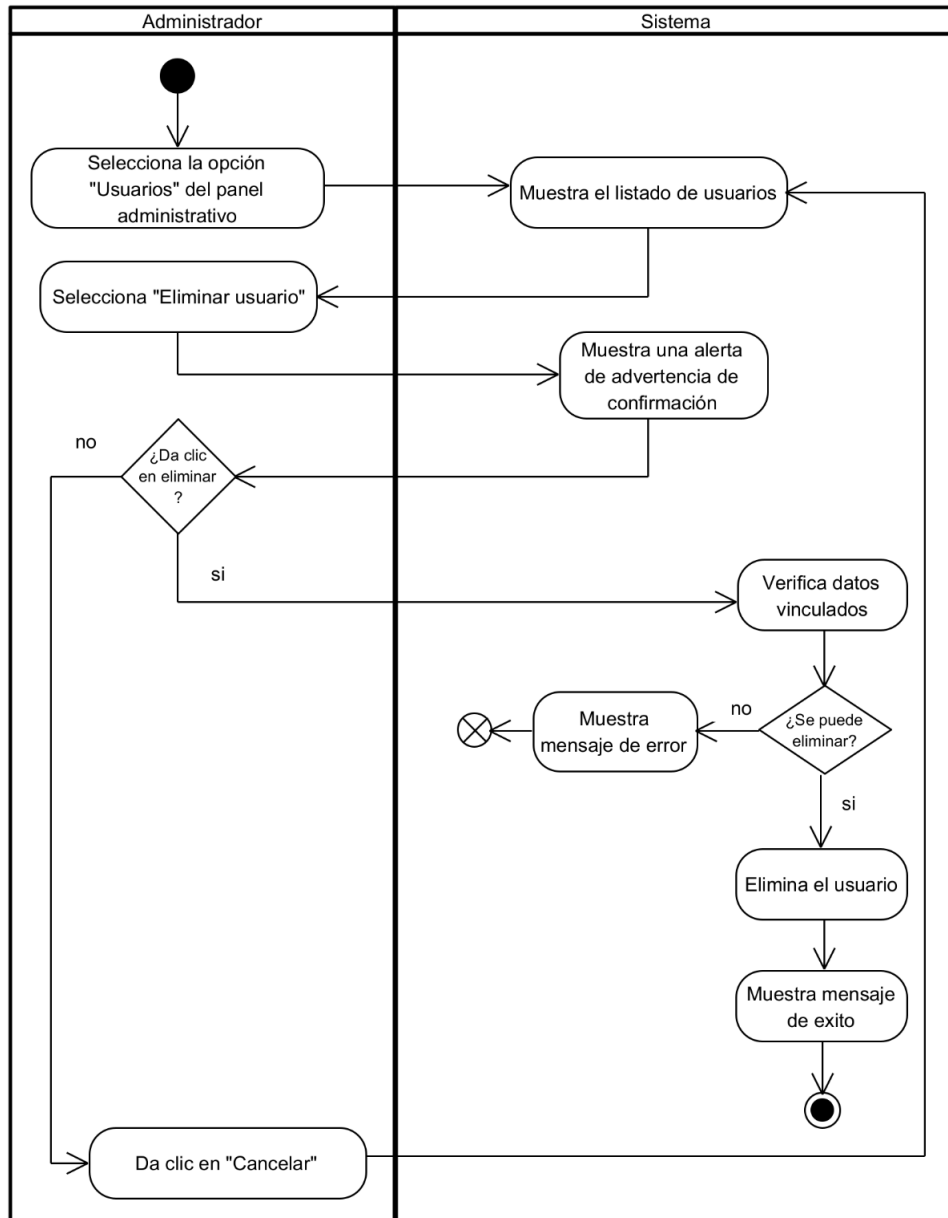 Administrador
Sistema
Selecciona la opción
"Usuarios" del panel
administrativo
Muestra el listado de usuarios
Selecciona "Eliminar usuario"
Muestra una alerta
de advertencia de
confirmación
no
¿Da clic
en eliminar
?
si
Verifica datos
vinculados
¿Se puede
eliminar?
no
Muestra
mensaje de error
si
Elimina el usuario
Muestra mensaje
de exito
Da clic en "Cancelar"